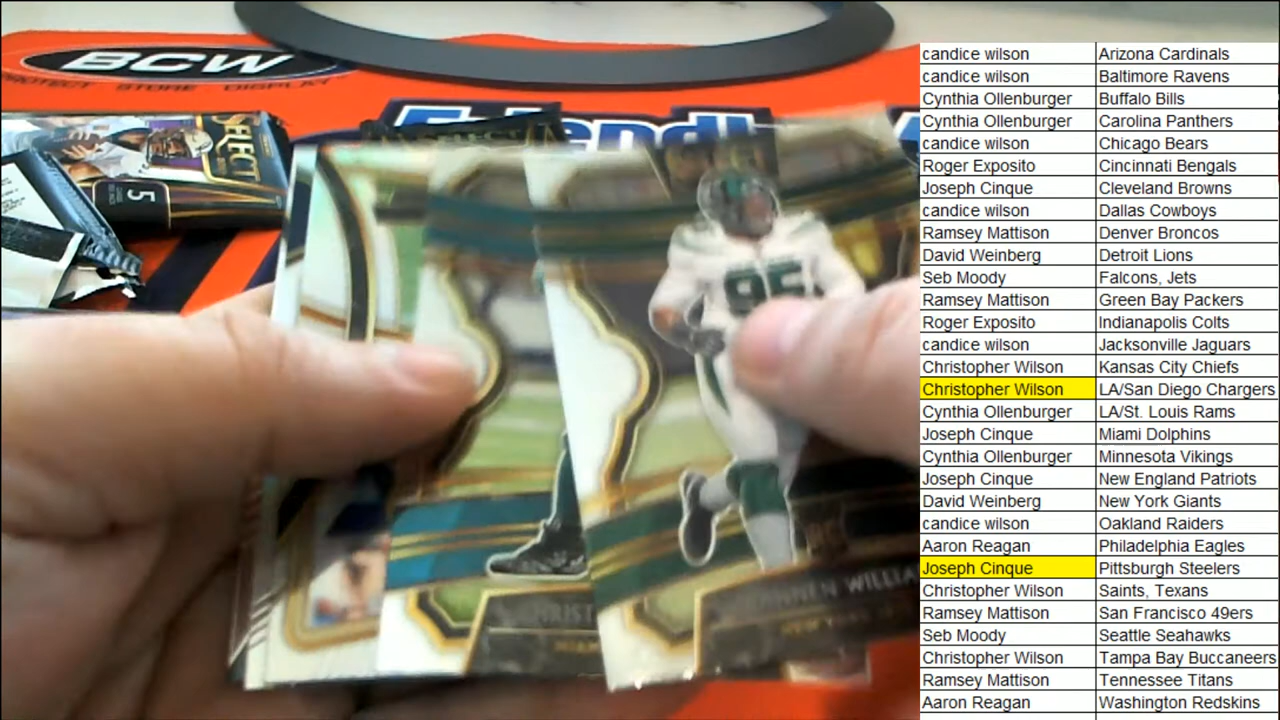 BCW
PROTECT STORE DISPLAY
SELECT
5
95
candice wilson Arizona Cardinals
candice wilson Baltimore Ravens
Cynthia Ollenburger Buffalo Bills
Cynthia Ollenburger Carolina Panthers
candice wilson Chicago Bears
Roger Exposito Cincinnati Bengals
Joseph Cinque Cleveland Browns
candice wilson Dallas Cowboys
Ramsey Mattison Denver Broncos
David Weinberg Detroit Lions
Seb Moody Falcons, Jets
Ramsey Mattison Green Bay Packers
Roger Exposito Indianapolis Colts
candice wilson Jacksonville Jaguars
Christopher Wilson Kansas City Chiefs
Christopher Wilson LA/San Diego Chargers
Cynthia Ollenburger LA/St. Louis Rams
Joseph Cinque Miami Dolphins
Cynthia Ollenburger Minnesota Vikings
Joseph Cinque New England Patriots
David Weinberg New York Giants
candice wilson Oakland Raiders
Aaron Reagan Philadelphia Eagles
Joseph Cinque Pittsburgh Steelers
Christopher Wilson Saints, Texans
Ramsey Mattison San Francisco 49ers
Seb Moody Seattle Seahawks
Christopher Wilson Tampa Bay Buccaneers
Ramsey Mattison Tennessee Titans
Aaron Reagan Washington Redskins